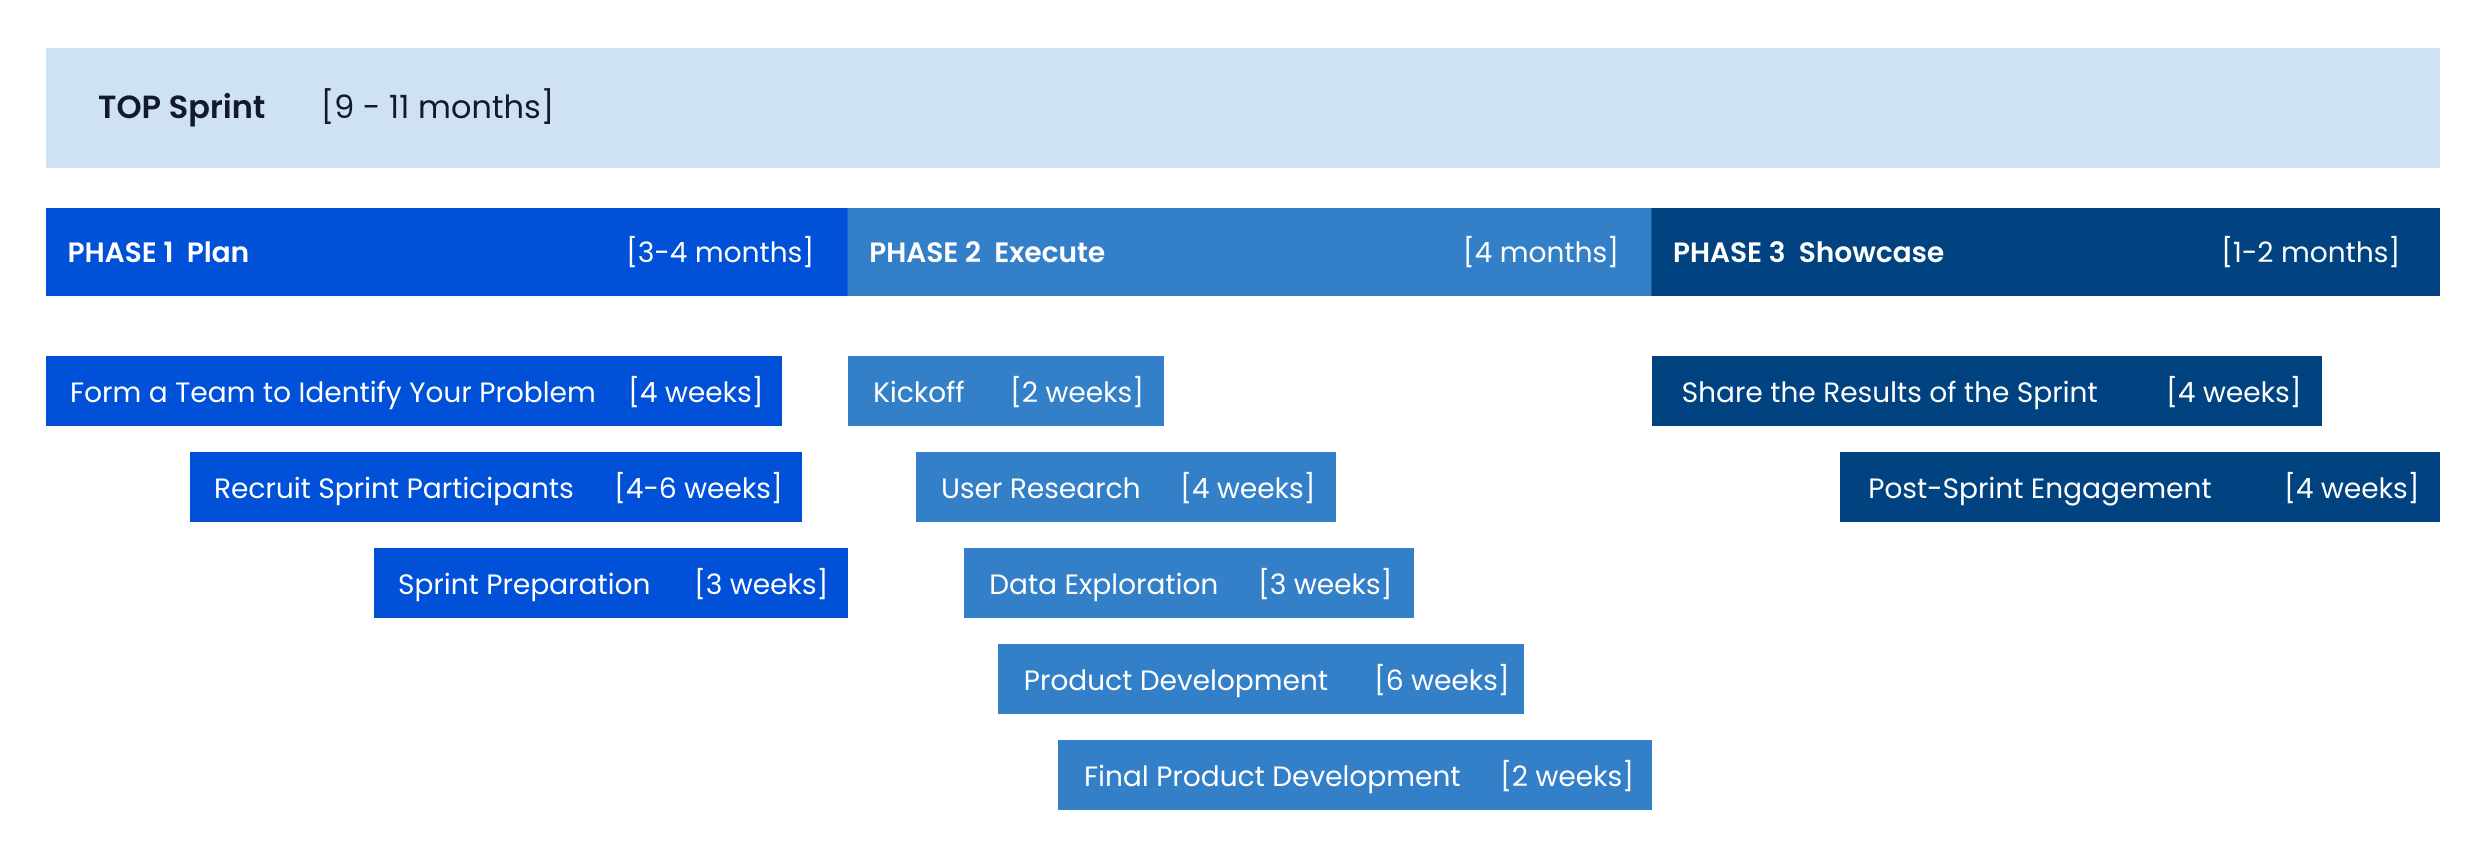 TOP Sprint [9 - 11 months]
PHASE 1 Plan [3-4 months] PHASE 2 Execute [4 months] PHASE 3 Showcase [1-2 months]
Form a Team to Identify Your Problem [4 weeks] Kickoff [2 weeks] Share the Results of the Sprint [4 weeks]
Recruit Sprint Participants [4-6 weeks] User Research [4 weeks] Post-Sprint Engagement [4 weeks]
Sprint Preparation [3 weeks] Data Exploration [3 weeks]
Product Development [6 weeks]
Final Product Development [2 weeks]